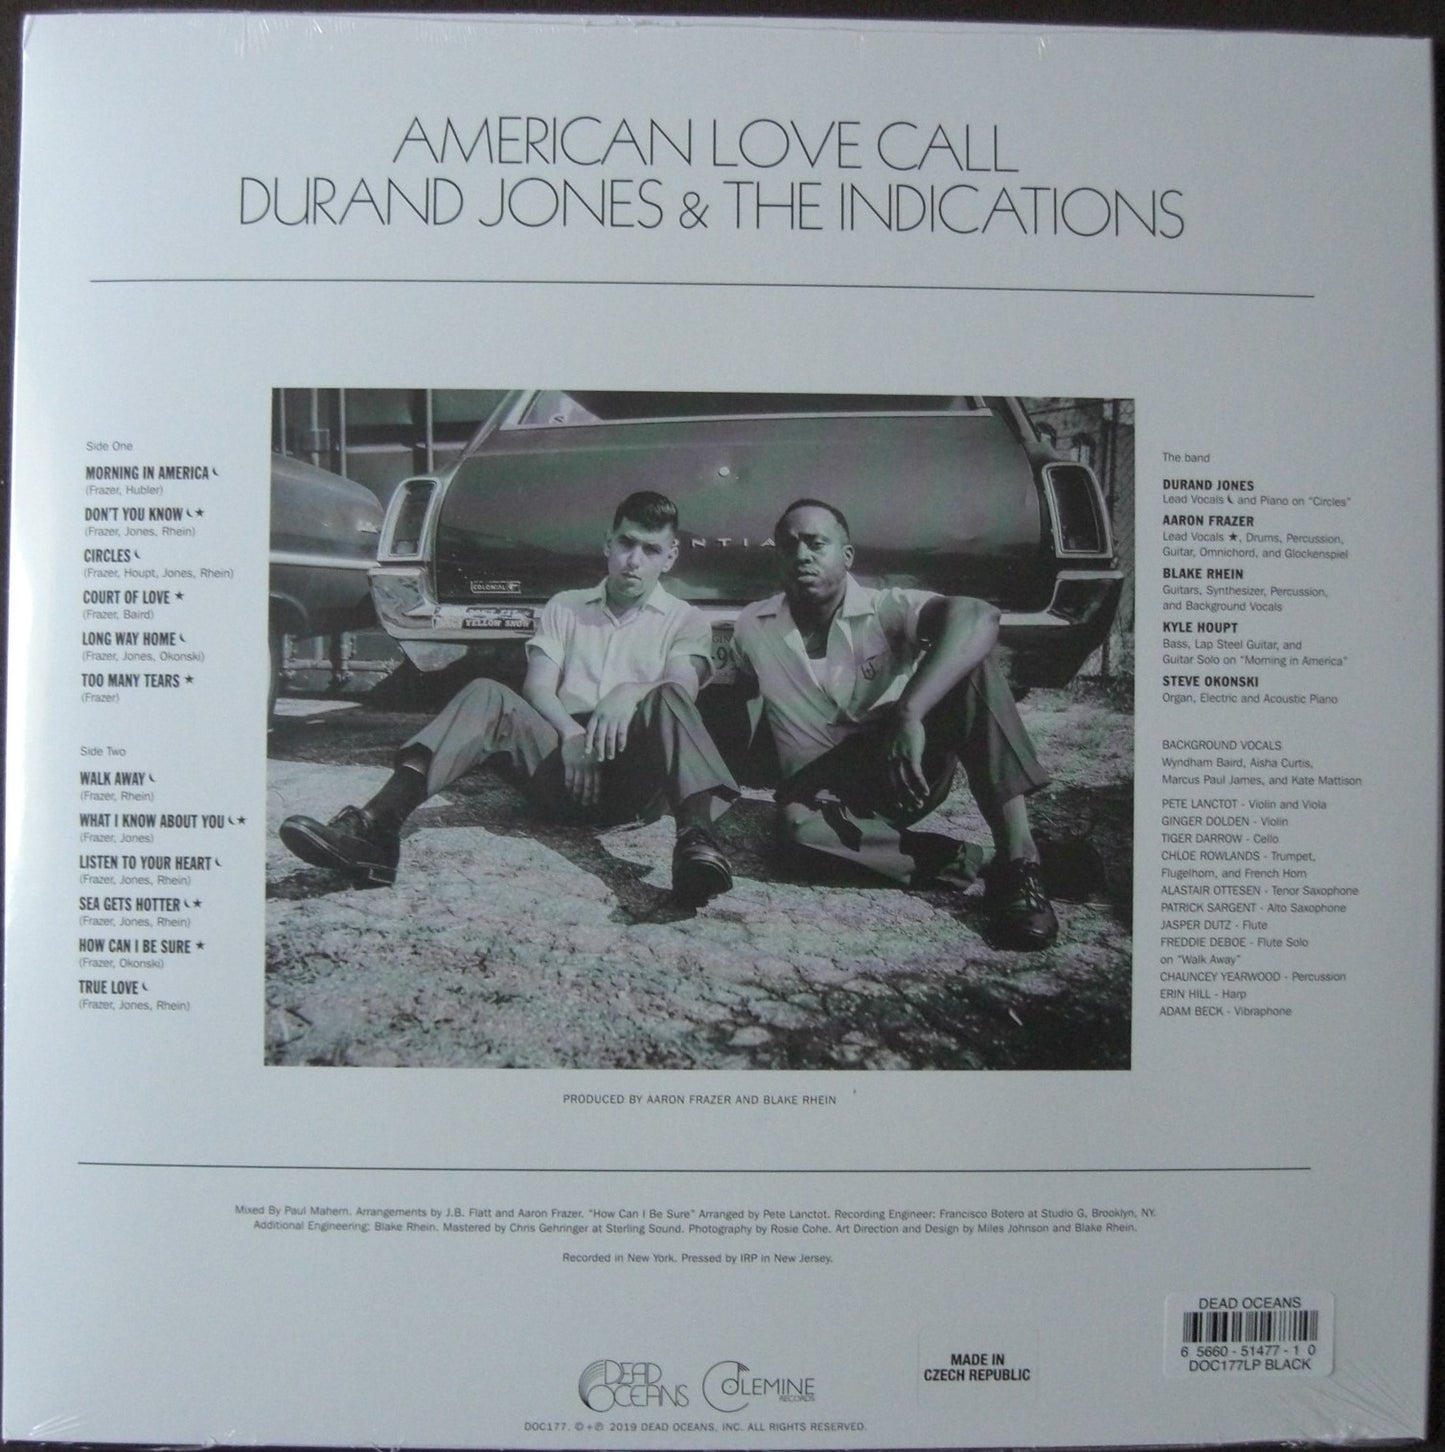 AMERICAN LOVE CALL
DURAND JONES & THE INDICATIONS
Side One
MORNING IN AMERICA ⏾
(Frazer, Hubler)
DON'T YOU KNOW ⏾ ★
(Frazer, Jones, Rhein)
CIRCLES ⏾
(Frazer, Houpt, Jones, Rhein)
COURT OF LOVE ★
(Frazer, Baird)
LONG WAY HOME ⏾
(Frazer, Jones, Okonski)
TOO MANY TEARS ★
(Frazer)
Side Two
WALK AWAY ⏾
(Frazer, Rhein)
WHAT I KNOW ABOUT YOU ⏾ ★
(Frazer, Jones)
LISTEN TO YOUR HEART ⏾
(Frazer, Jones, Rhein)
SEA GETS HOTTER ⏾ ★
(Frazer, Jones, Rhein)
HOW CAN I BE SURE ★
(Frazer, Okonski)
TRUE LOVE ⏾
(Frazer, Jones, Rhein)
NTIA
COLONIAL
YELLOW SNOW
The band
DURAND JONES
Lead Vocals ⏾ and Piano on "Circles"
AARON FRAZER
Lead Vocals ★, Drums, Percussion,
Guitar, Omnichord, and Glockenspiel
BLAKE RHEIN
Guitars, Synthesizer, Percussion,
and Background Vocals
KYLE HOUPT
Bass, Lap Steel Guitar, and
Guitar Solo on "Morning in America"
STEVE OKONSKI
Organ, Electric and Acoustic Piano
BACKGROUND VOCALS
Wyndham Baird, Aisha Curtis,
Marcus Paul James, and Kate Mattison
PETE LANCTOT - Violin and Viola
GINGER DOLDEN - Violin
TIGER DARROW - Cello
CHLOE ROWLANDS - Trumpet,
Flugelhorn, and French Horn
ALASTAIR OTTESEN - Tenor Saxophone
PATRICK SARGENT - Alto Saxophone
JASPER DUTZ - Flute
FREDDIE DEBOE - Flute Solo
on "Walk Away"
CHAUNCEY YEARWOOD - Percussion
ERIN HILL - Harp
ADAM BECK - Vibraphone
PRODUCED BY AARON FRAZER AND BLAKE RHEIN
Mixed By Paul Mahern. Arrangements by J.B. Flatt and Aaron Frazer. "How Can I Be Sure" Arranged by Pete Lanctot. Recording Engineer: Francisco Botero at Studio G, Brooklyn, NY.
Additional Engineering: Blake Rhein. Mastered by Chris Gehringer at Sterling Sound. Photography by Rosie Cohe. Art Direction and Design by Miles Johnson and Blake Rhein.
Recorded in New York. Pressed by IRP in New Jersey.
DEAD OCEANS
6 5660-51477-1 0
DOC177LP BLACK
MADE IN
CZECH REPUBLIC
DEAD
OCEANS
COLEMINE
RECORDS
DOC177. © + ℗ 2019 DEAD OCEANS, INC. ALL RIGHTS RESERVED.